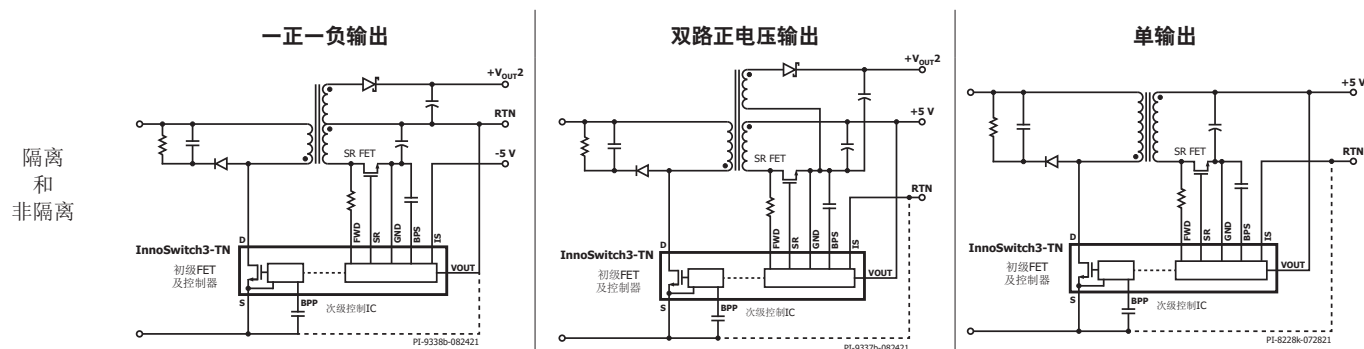 隔离
和
非隔离
一正一负输出
+VOUT2
RTN
-5 V
SR FET
FWD
SR
GND
BPS
IS
D
InnoSwitch3-TN
初级FET
及控制器
VOUT
S
BPP
次级控制IC
PI-9338b-082421
双路正电压输出
+VOUT2
+5 V
SR FET
RTN
FWD
SR
GND
BPS
IS
D
InnoSwitch3-TN
初级FET
及控制器
VOUT
S
BPP
次级控制IC
PI-9337b-082421
单输出
+5 V
SR FET
RTN
FWD
SR
GND
BPS
IS
D
InnoSwitch3-TN
初级FET
及控制器
VOUT
S
BPP
次级控制IC
PI-8228k-072821